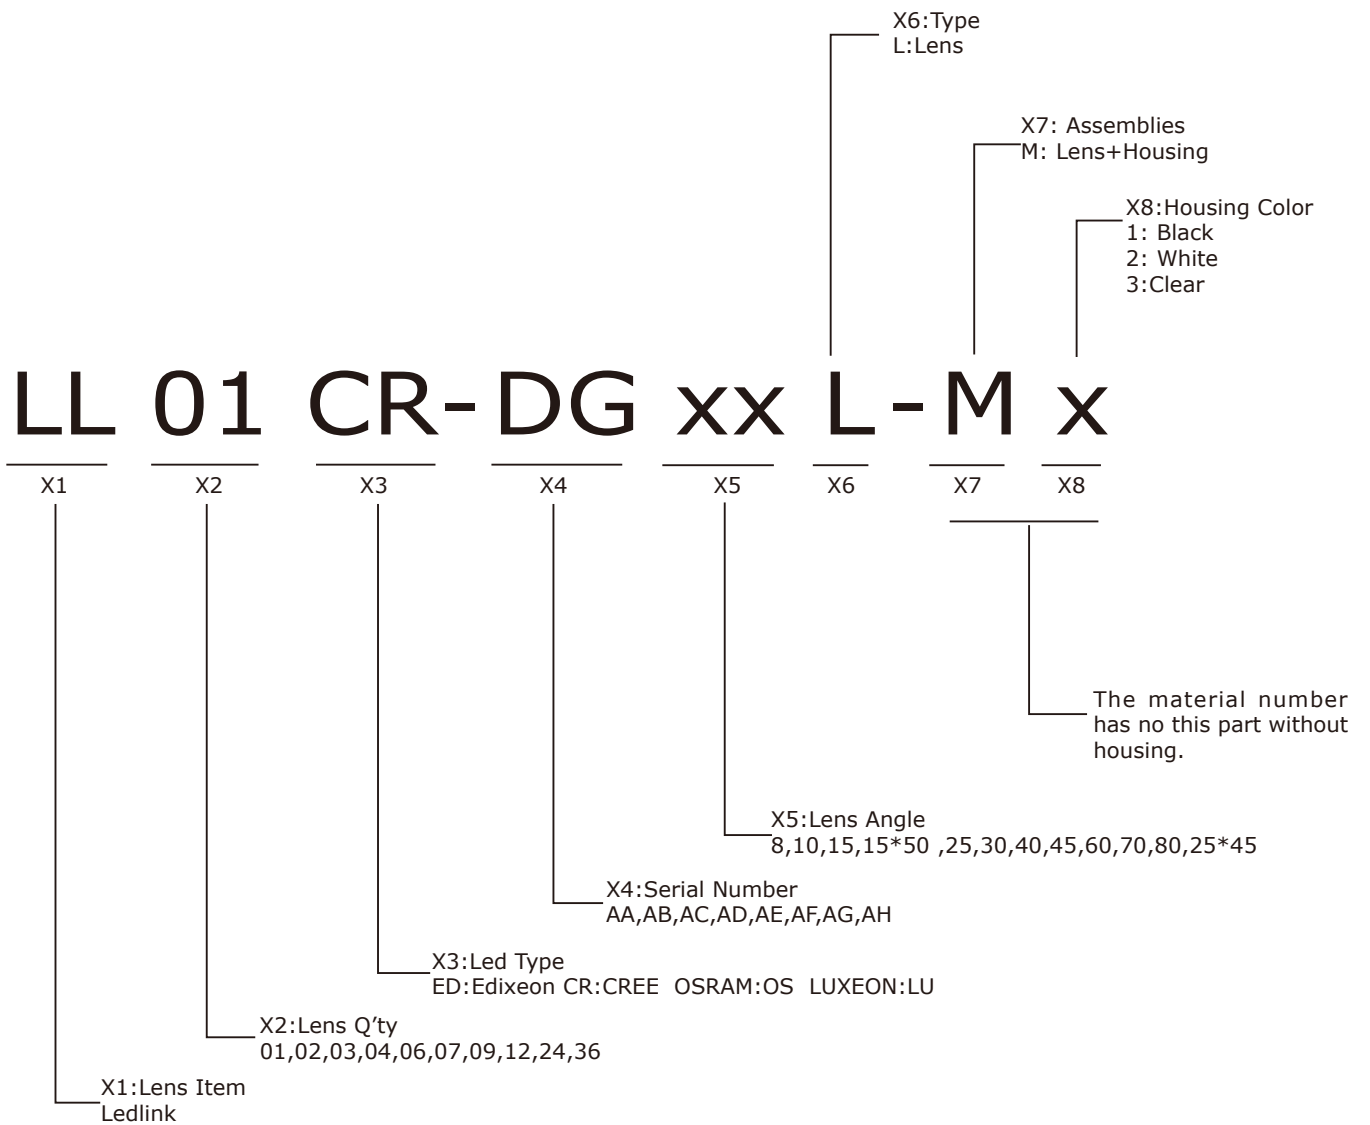 X6:Type
L:Lens
X7: Assemblies
M: Lens+Housing
X8:Housing Color
1: Black
2: White
3:Clear
LL 01 CR-DG xx L-M x
X1 X2 X3 X4 X5 X6 X7 X8
The material number
has no this part without
housing.
X5:Lens Angle
8,10,15,15*50 ,25,30,40,45,60,70,80,25*45
X4:Serial Number
AA,AB,AC,AD,AE,AF,AG,AH
X3:Led Type
ED:Edixeon CR:CREE OSRAM:OS LUXEON:LU
X2:Lens Q’ty
01,02,03,04,06,07,09,12,24,36
X1:Lens Item
Ledlink